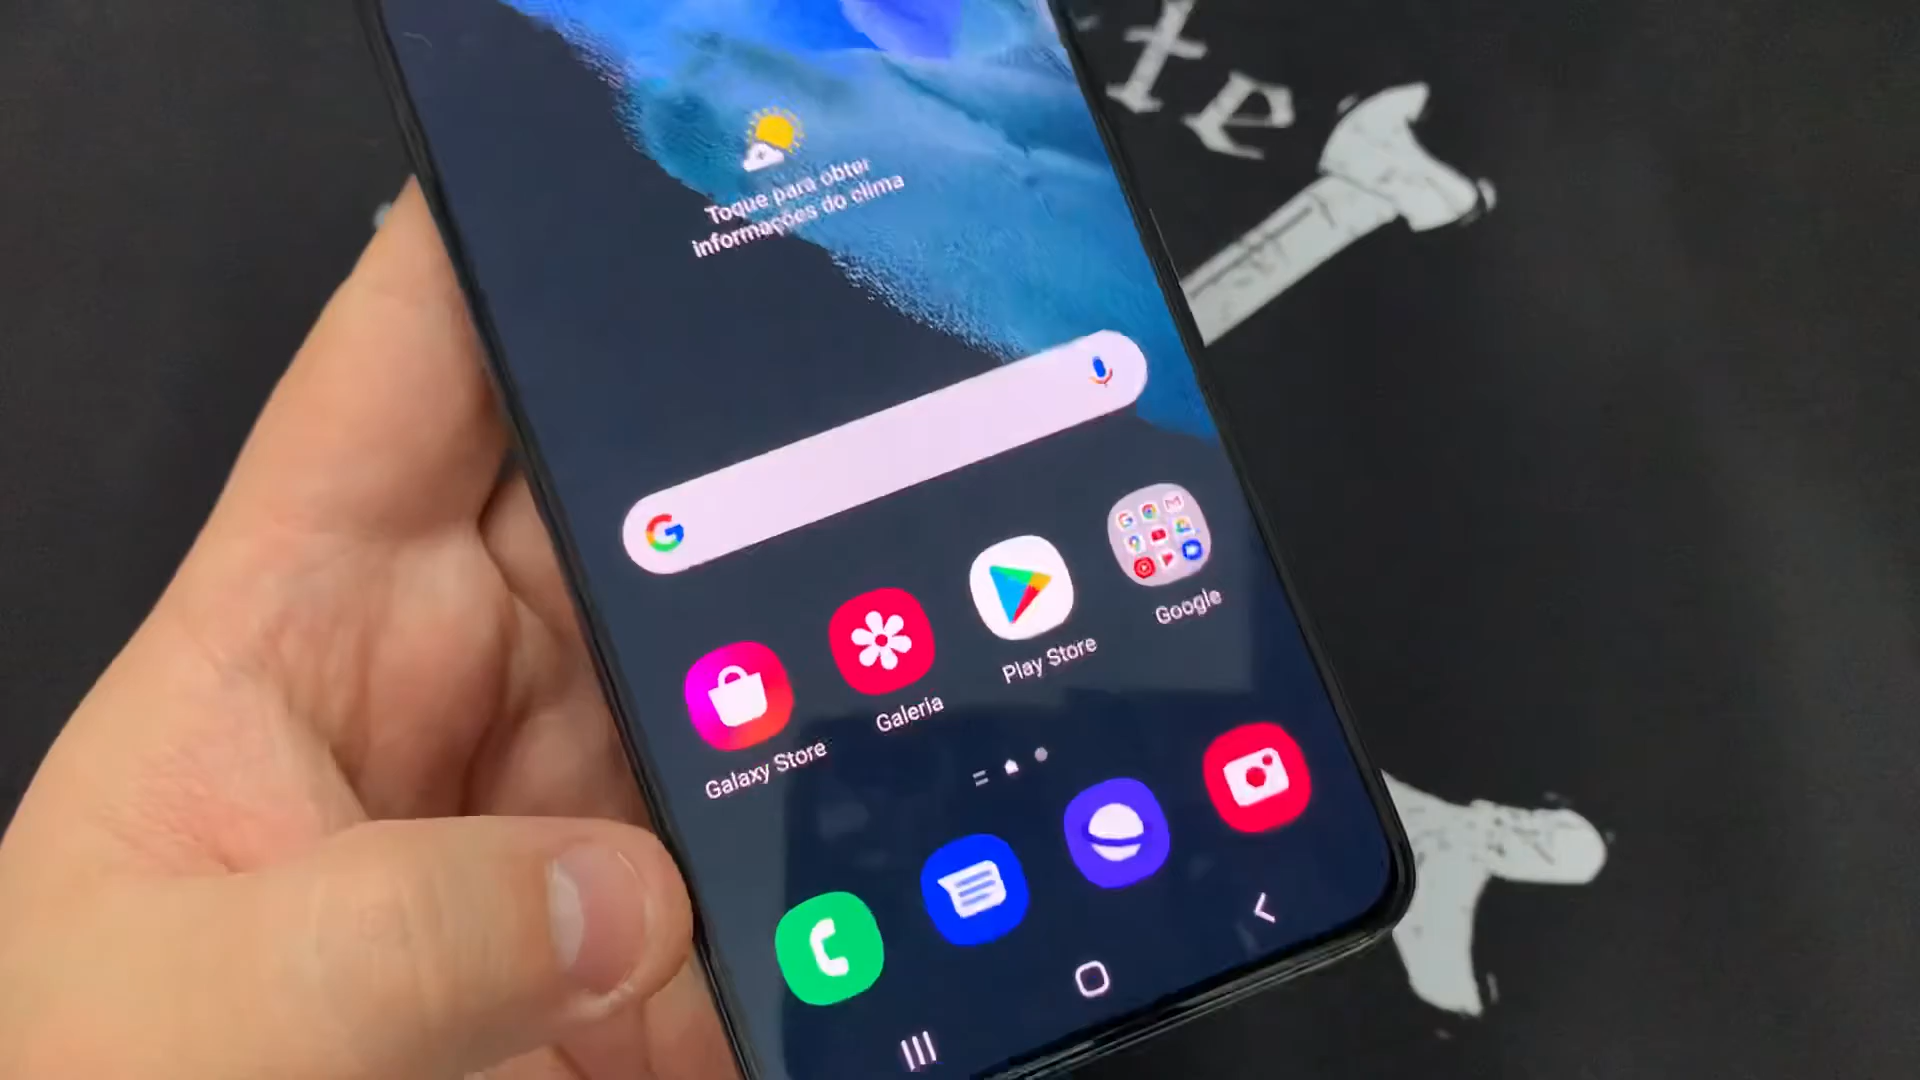 te
Toque para obter
informações do clima
G
Google
Play Store
Galeria
Galaxy Store